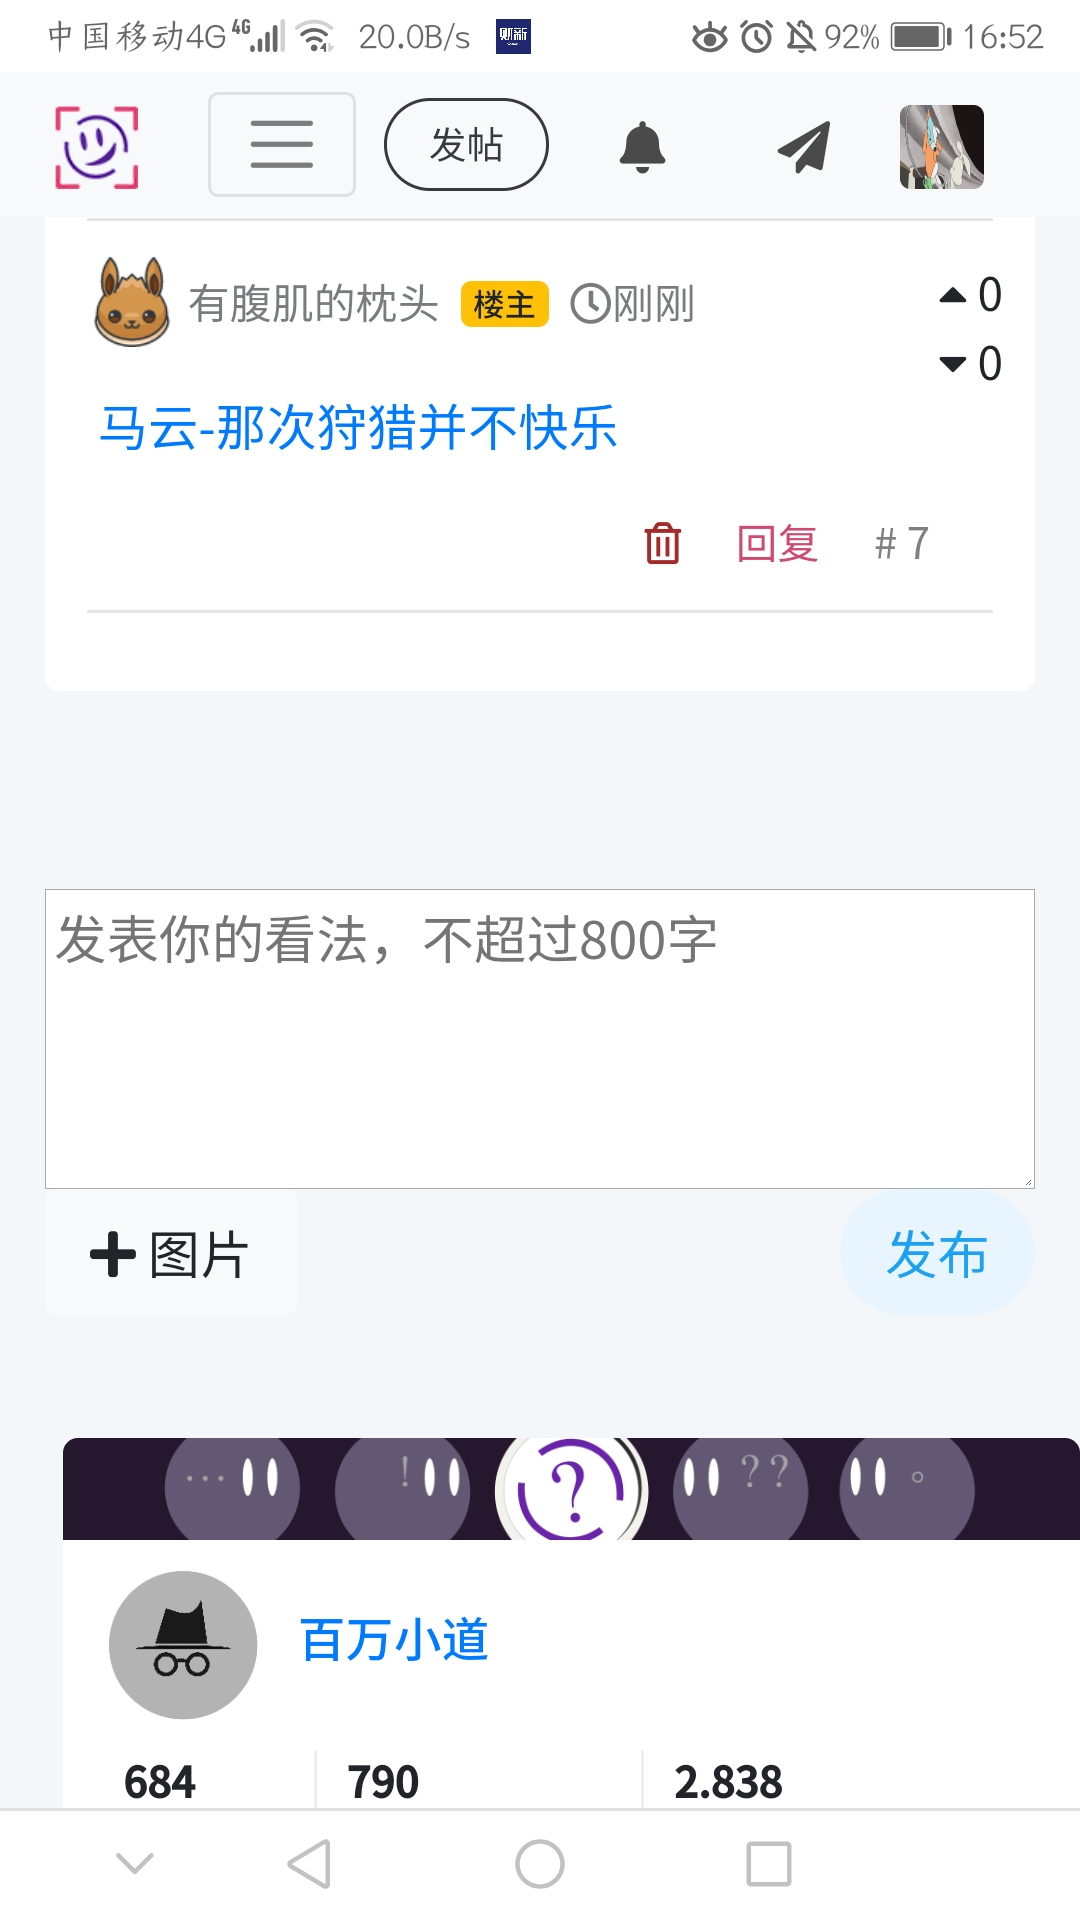 中国移动4G 4G 20.0B/s 财新 92% 16:52
发帖
有腹肌的枕头 楼主 刚刚 0
0
马云-那次狩猎并不快乐
回复 # 7
发表你的看法，不超过800字
图片 发布
... ! ? ?? 。
百万小道
684 790 2.838